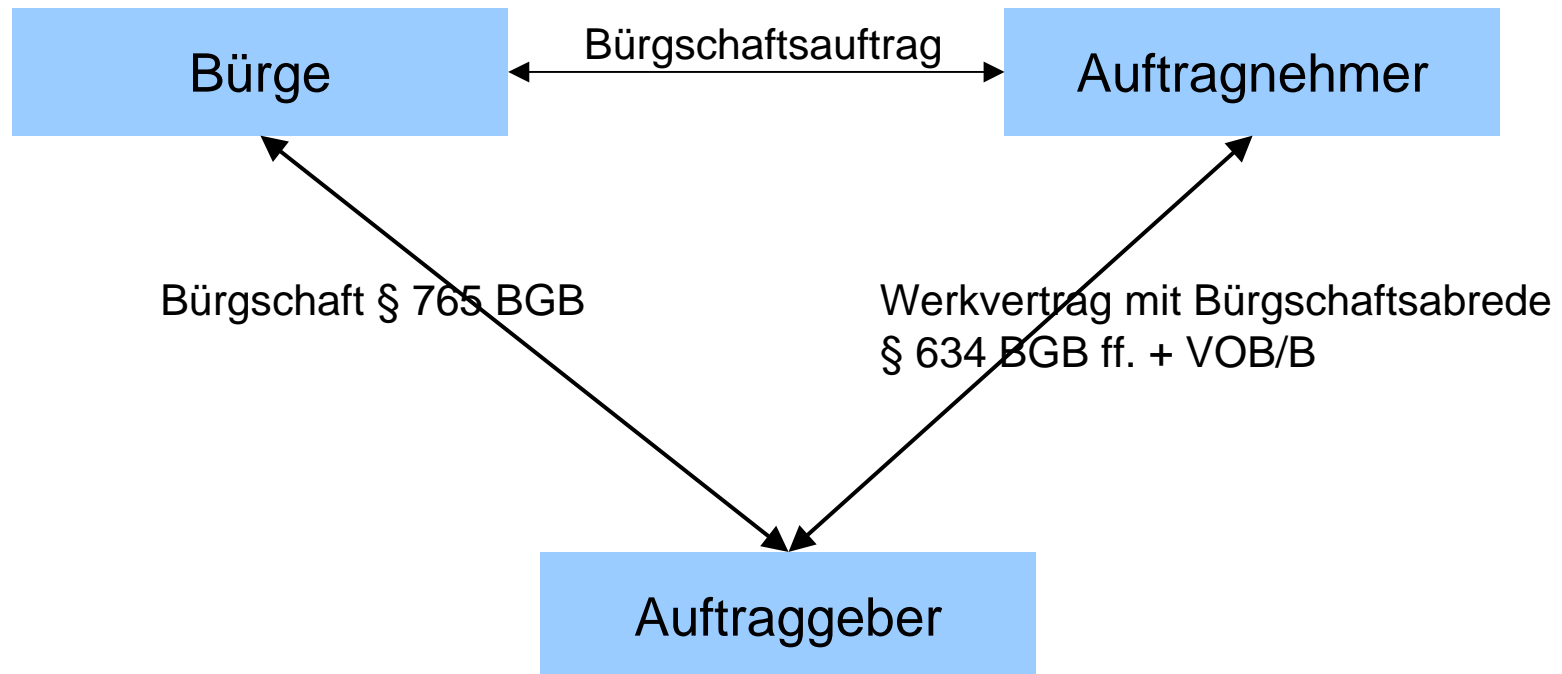 Bürge
Bürgschaftsauftrag
Auftragnehmer
Bürgschaft § 765 BGB
Werkvertrag mit Bürgschaftsabrede
§ 634 BGB ff. + VOB/B
Auftraggeber